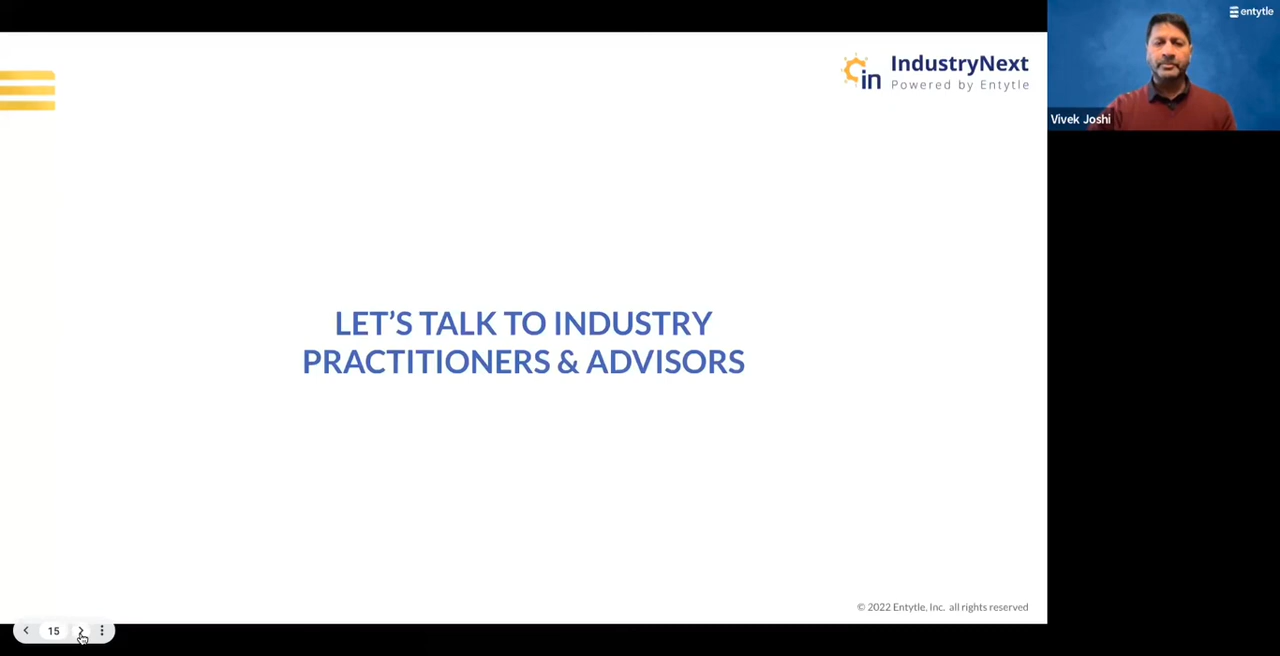 entytle
IndustryNext
in
Powered by Entytle
Vivek Joshi
LET'S TALK TO INDUSTRY
PRACTITIONERS & ADVISORS
© 2022 Entytle, Inc. all rights reserved
15